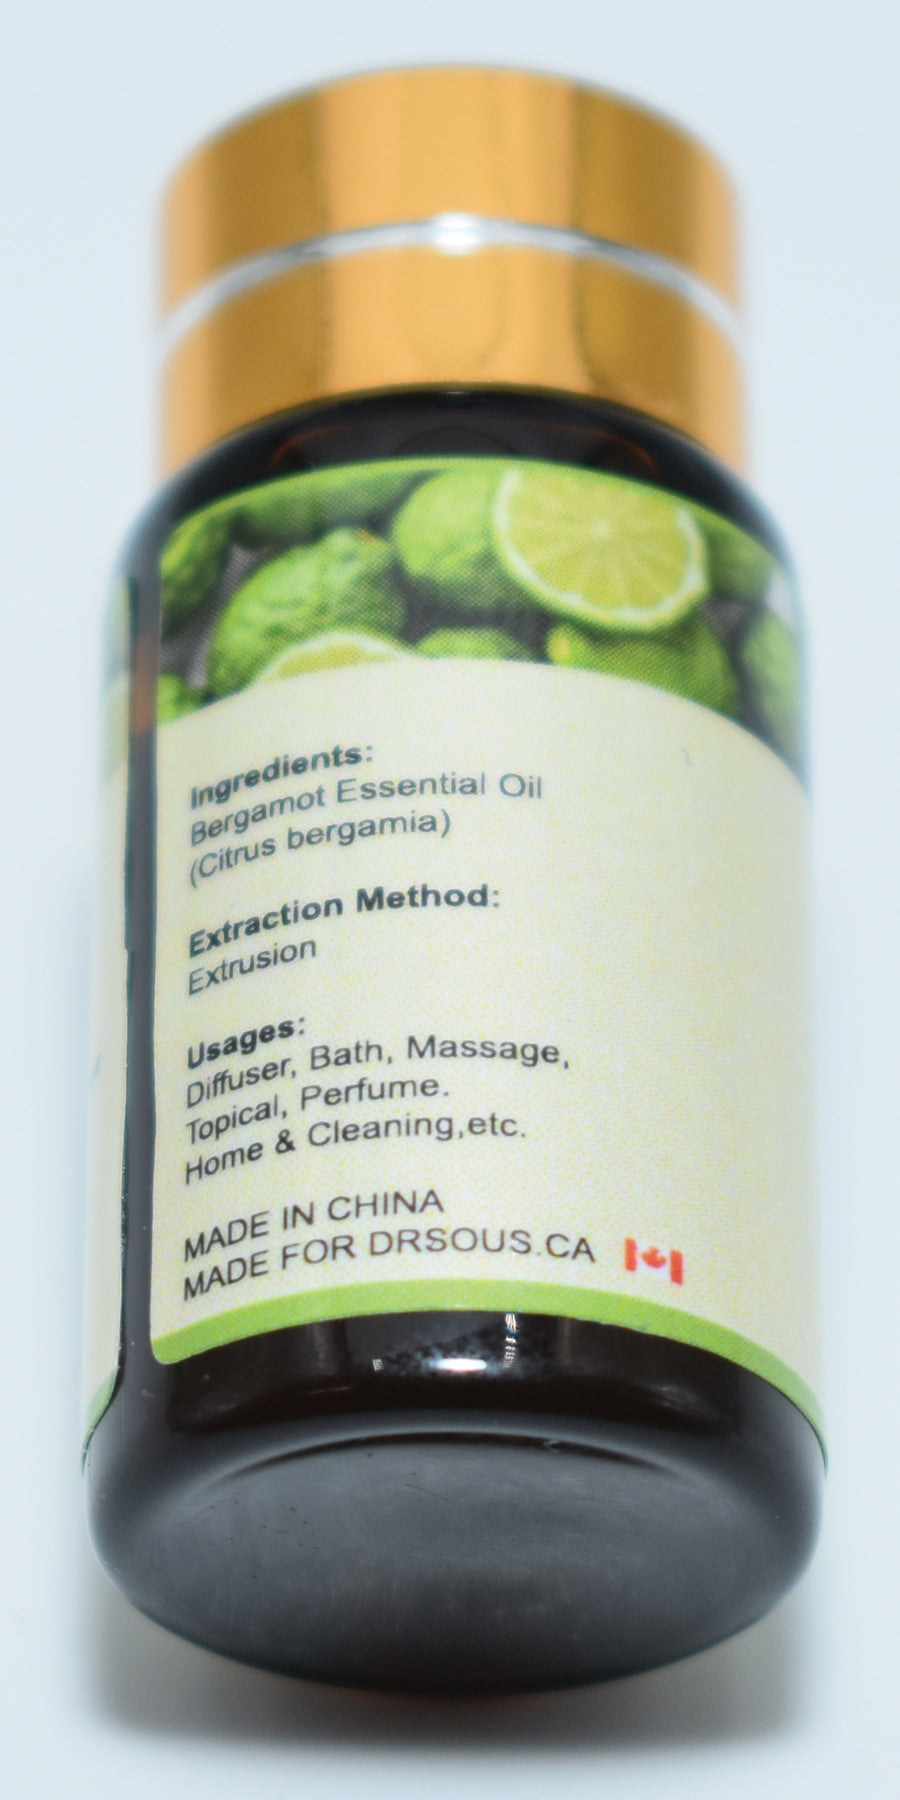 Ingredients:
Bergamot Essential Oil
(Citrus bergamia)
Extraction Method:
Extrusion
Usages:
Diffuser, Bath, Massage,
Topical, Perfume.
Home & Cleaning,etc.
MADE IN CHINA
MADE FOR DRSOUS.CA